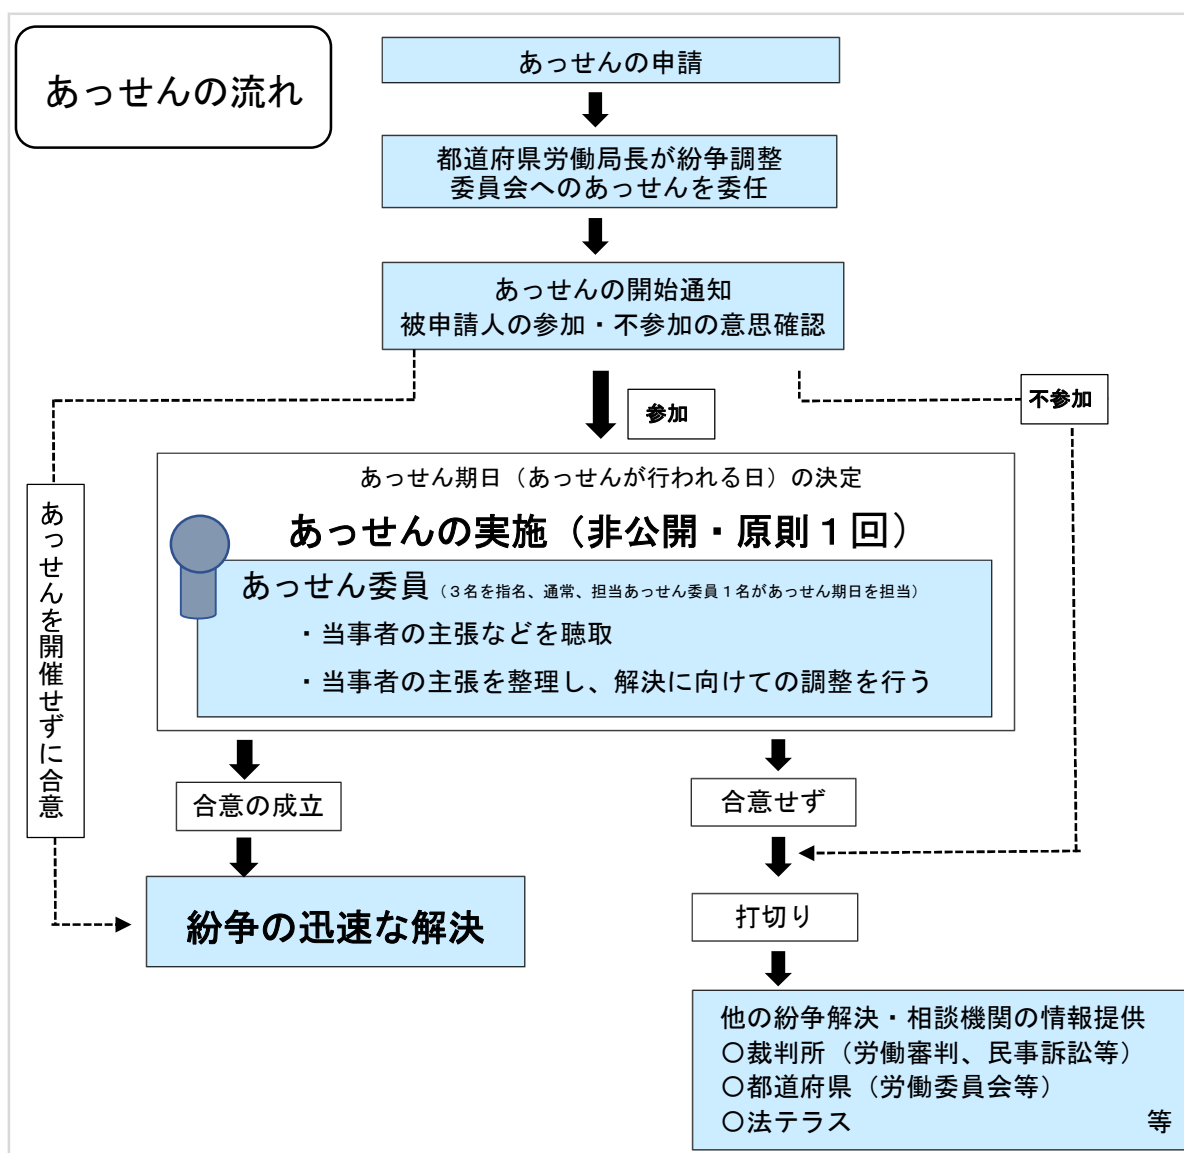 あっせんの流れ
あっせんの申請
都道府県労働局長が紛争調整
委員会へのあっせんを委任
あっせんの開始通知
被申請人の参加・不参加の意思確認
参加
不参加
あっせんを開催せずに合意
あっせん期日（あっせんが行われる日）の決定
あっせんの実施（非公開・原則１回）
あっせん委員（３名を指名、通常、担当あっせん委員１名があっせん期日を担当）
・当事者の主張などを聴取
・当事者の主張を整理し、解決に向けての調整を行う
合意の成立
合意せず
紛争の迅速な解決
打切り
他の紛争解決・相談機関の情報提供
○裁判所（労働審判、民事訴訟等）
○都道府県（労働委員会等）
○法テラス　等